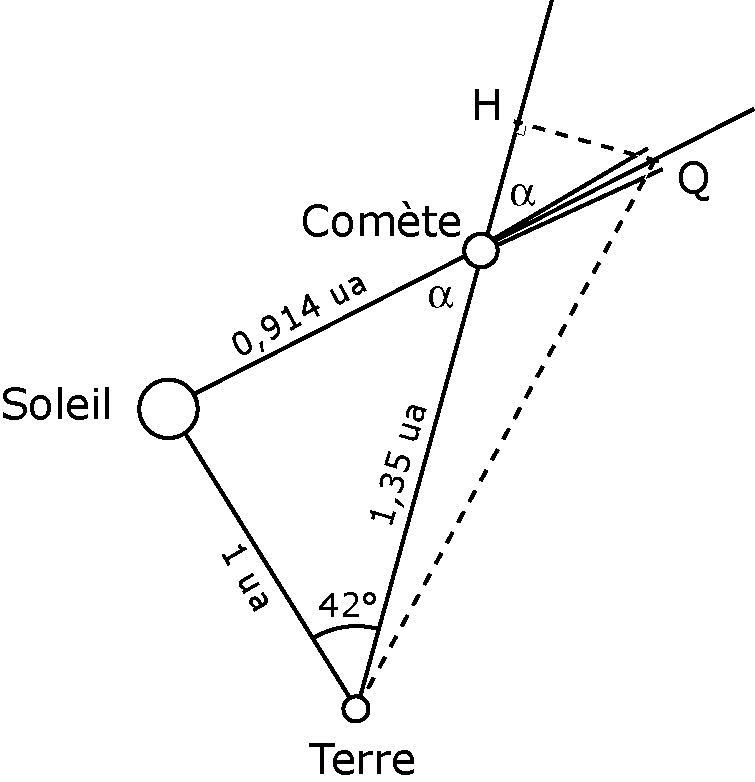 H
α
Q
Comète
α
0,914 ua
Soleil
1,35 ua
1 ua
42°
Terre